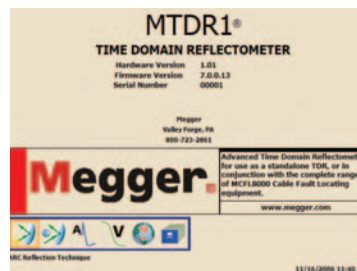 MTDR1®
TIME DOMAIN REFLECTOMETER
Hardware Version 1.01
Firmware Version 7.0.0.13
Serial Number 00001
Megger
Valley Forge, PA
800-723-2861
Megger®
Advanced Time Domain Reflectomet
for use as a standalone TDR, or in
conjunction with the complete range
of MCFL8000 Cable Fault Locating
equipment.
www.megger.com
A
V
ARC Reflection Technique
11/16/2006 11:40